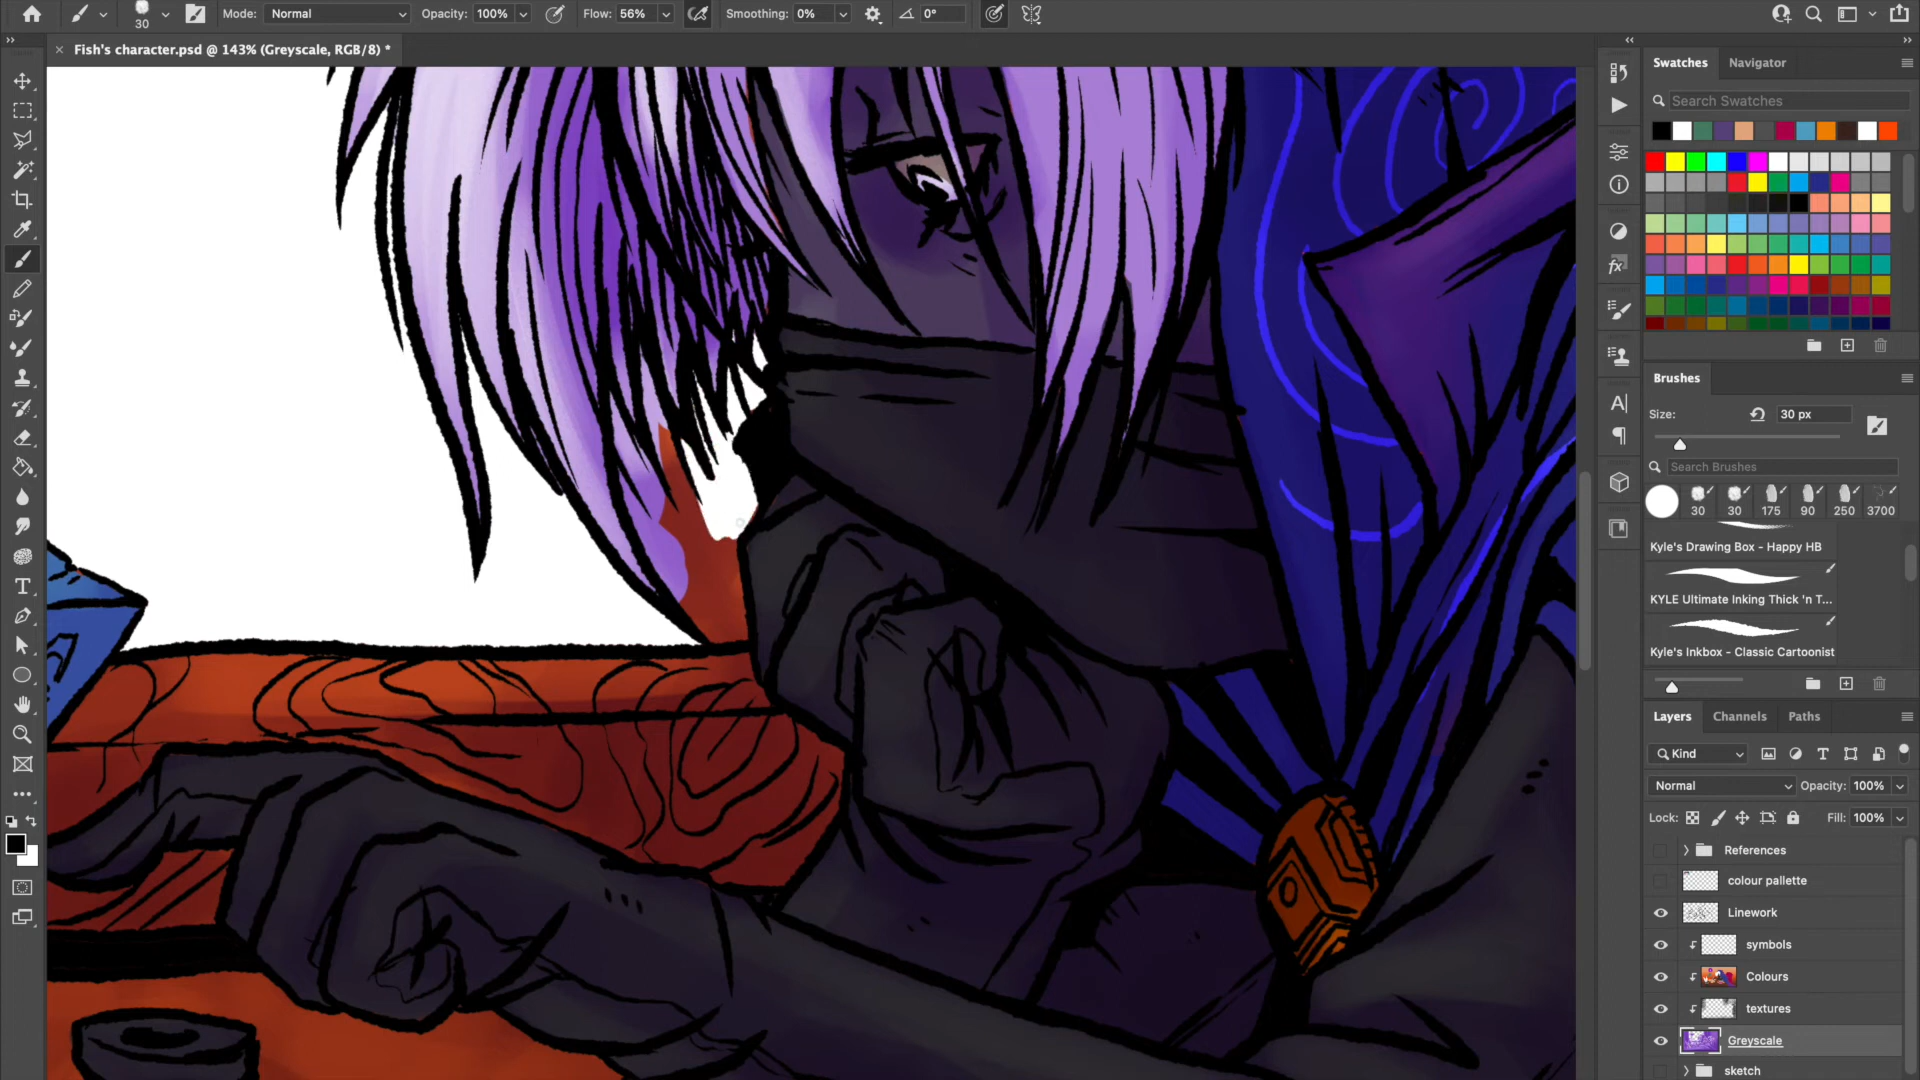 30
Mode: Normal
Opacity: 100%
Flow: 56%
Smoothing: 0%
0°
Fish's character.psd @ 143% (Greyscale, RGB/8) *
Swatches
Navigator
Search Swatches
Brushes
Size:
30 px
Search Brushes
30
30
175
90
250
3700
Kyle's Drawing Box - Happy HB
KYLE Ultimate Inking Thick 'n T...
Kyle's Inkbox - Classic Cartoonist
Layers
Channels
Paths
Kind
Normal
Opacity: 100%
Lock:
Fill: 100%
References
colour pallette
Linework
symbols
Colours
textures
Greyscale
sketch